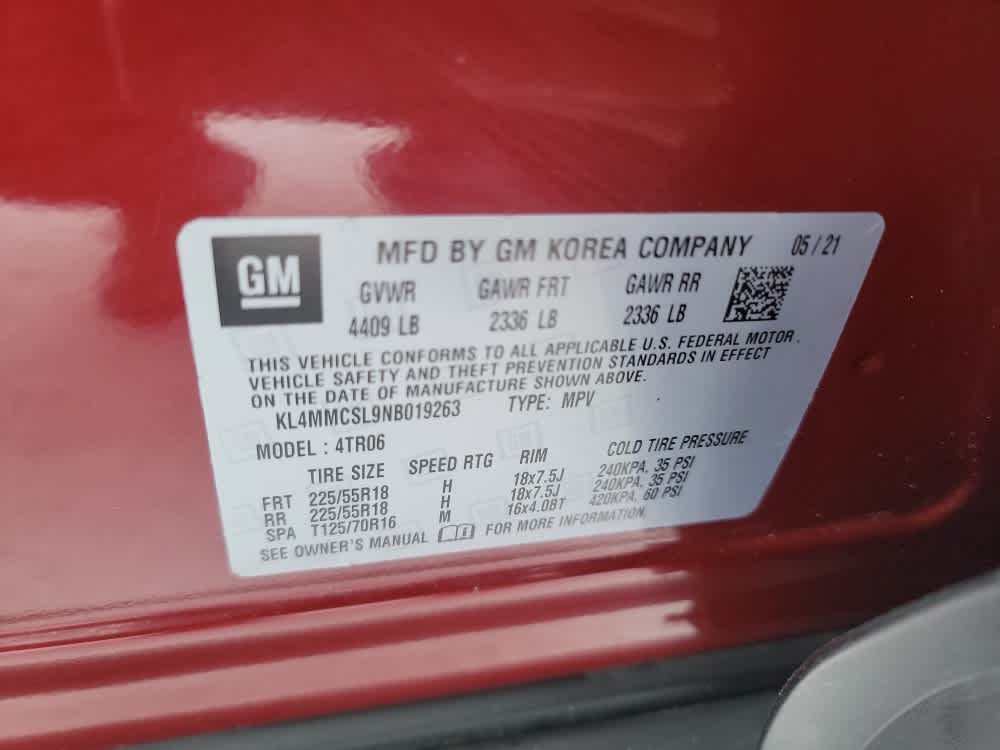 GM
MFD BY GM KOREA COMPANY 05 / 21
GVWR GAWR FRT GAWR RR
4409 LB 2336 LB 2336 LB
THIS VEHICLE CONFORMS TO ALL APPLICABLE U.S. FEDERAL MOTOR
VEHICLE SAFETY AND THEFT PREVENTION STANDARDS IN EFFECT
ON THE DATE OF MANUFACTURE SHOWN ABOVE.
KL4MMCSL9NB019263 TYPE: MPV
MODEL : 4TR06
TIRE SIZE SPEED RTG RIM COLD TIRE PRESSURE
FRT 225/55R18 H 18x7.5J 240KPA, 35 PSI
RR 225/55R18 H 18x7.5J 240KPA, 35 PSI
SPA T125/70R16 M 16x4.0BT 420KPA, 60 PSI
SEE OWNER'S MANUAL FOR MORE INFORMATION.